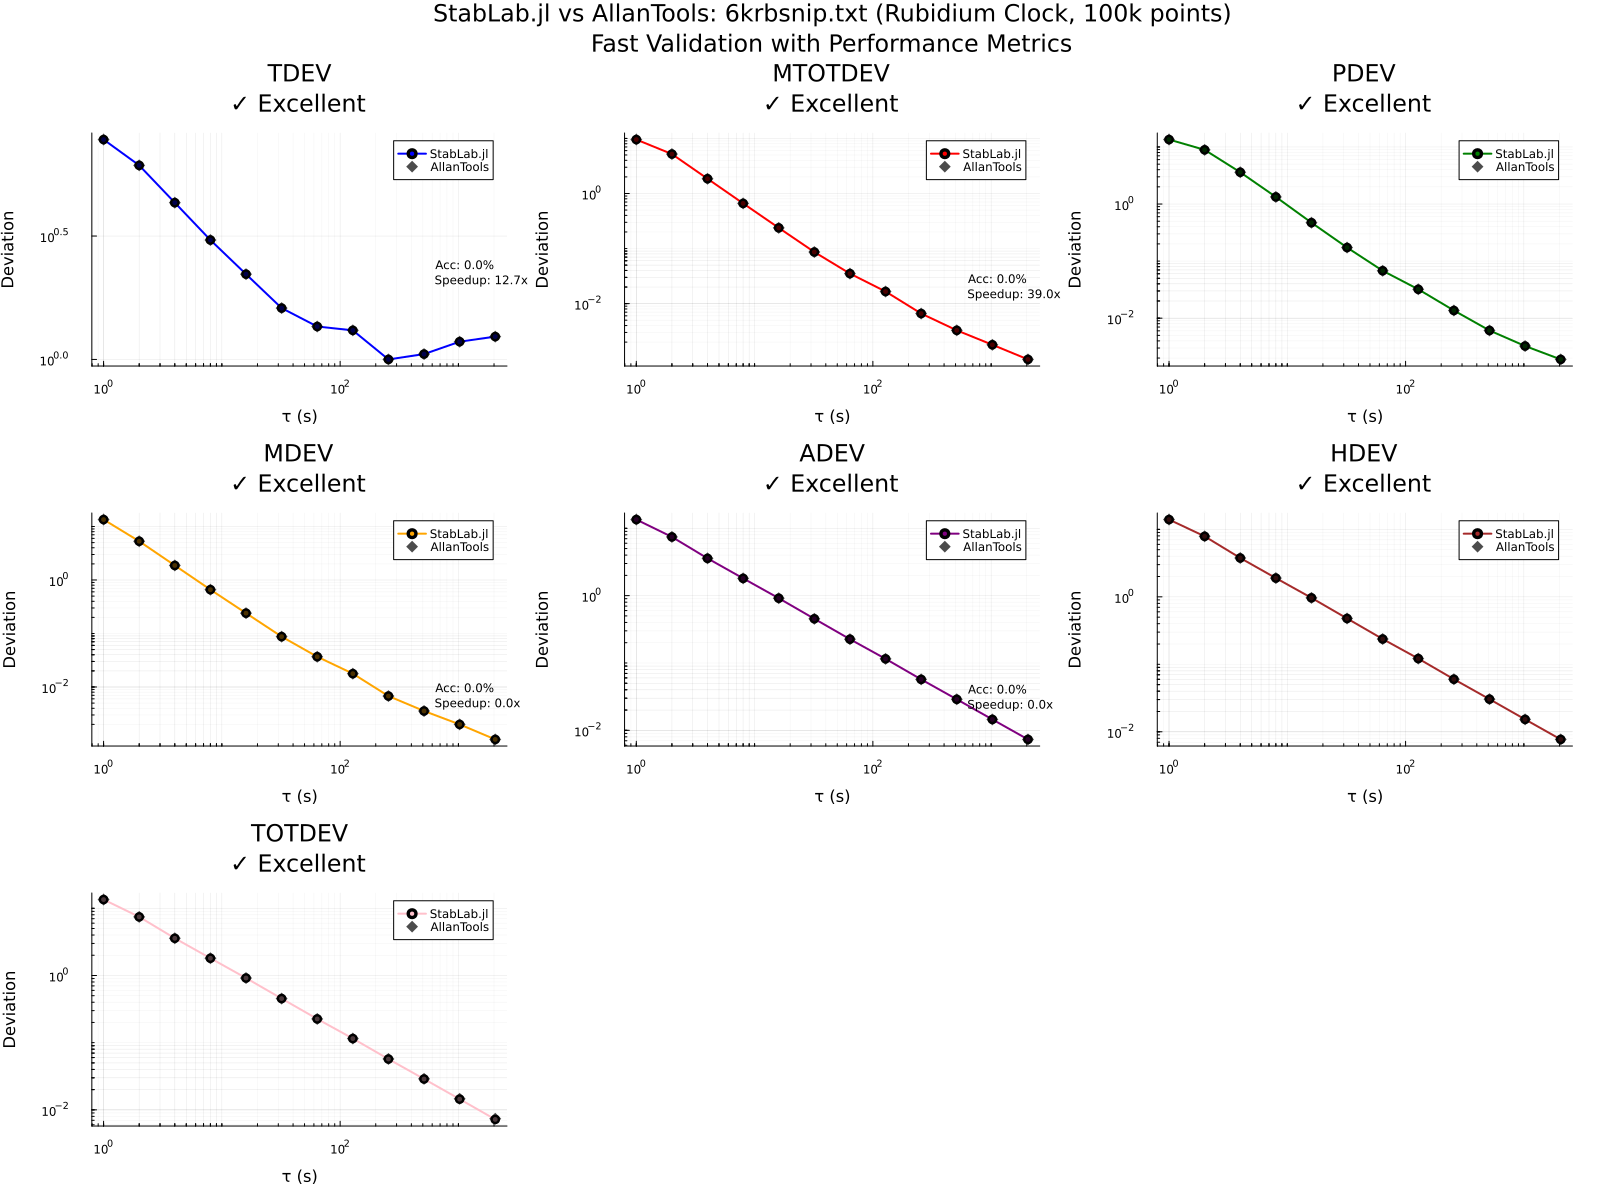 StabLab.jl vs AllanTools: 6krbsnip.txt (Rubidium Clock, 100k points)
Fast Validation with Performance Metrics
TDEV
✓ Excellent
StabLab.jl
AllanTools
Deviation
10^0.5
10^0.0
Acc: 0.0%
Speedup: 12.7x
10^0
10^2
τ (s)
MTOTDEV
✓ Excellent
StabLab.jl
AllanTools
Deviation
10^0
10^−2
Acc: 0.0%
Speedup: 39.0x
10^0
10^2
τ (s)
PDEV
✓ Excellent
StabLab.jl
AllanTools
Deviation
10^0
10^−2
10^0
10^2
τ (s)
MDEV
✓ Excellent
StabLab.jl
AllanTools
Deviation
10^0
10^−2
Acc: 0.0%
Speedup: 0.0x
10^0
10^2
τ (s)
ADEV
✓ Excellent
StabLab.jl
AllanTools
Deviation
10^0
10^−2
Acc: 0.0%
Speedup: 0.0x
10^0
10^2
τ (s)
HDEV
✓ Excellent
StabLab.jl
AllanTools
Deviation
10^0
10^−2
10^0
10^2
τ (s)
TOTDEV
✓ Excellent
StabLab.jl
AllanTools
Deviation
10^0
10^−2
10^0
10^2
τ (s)